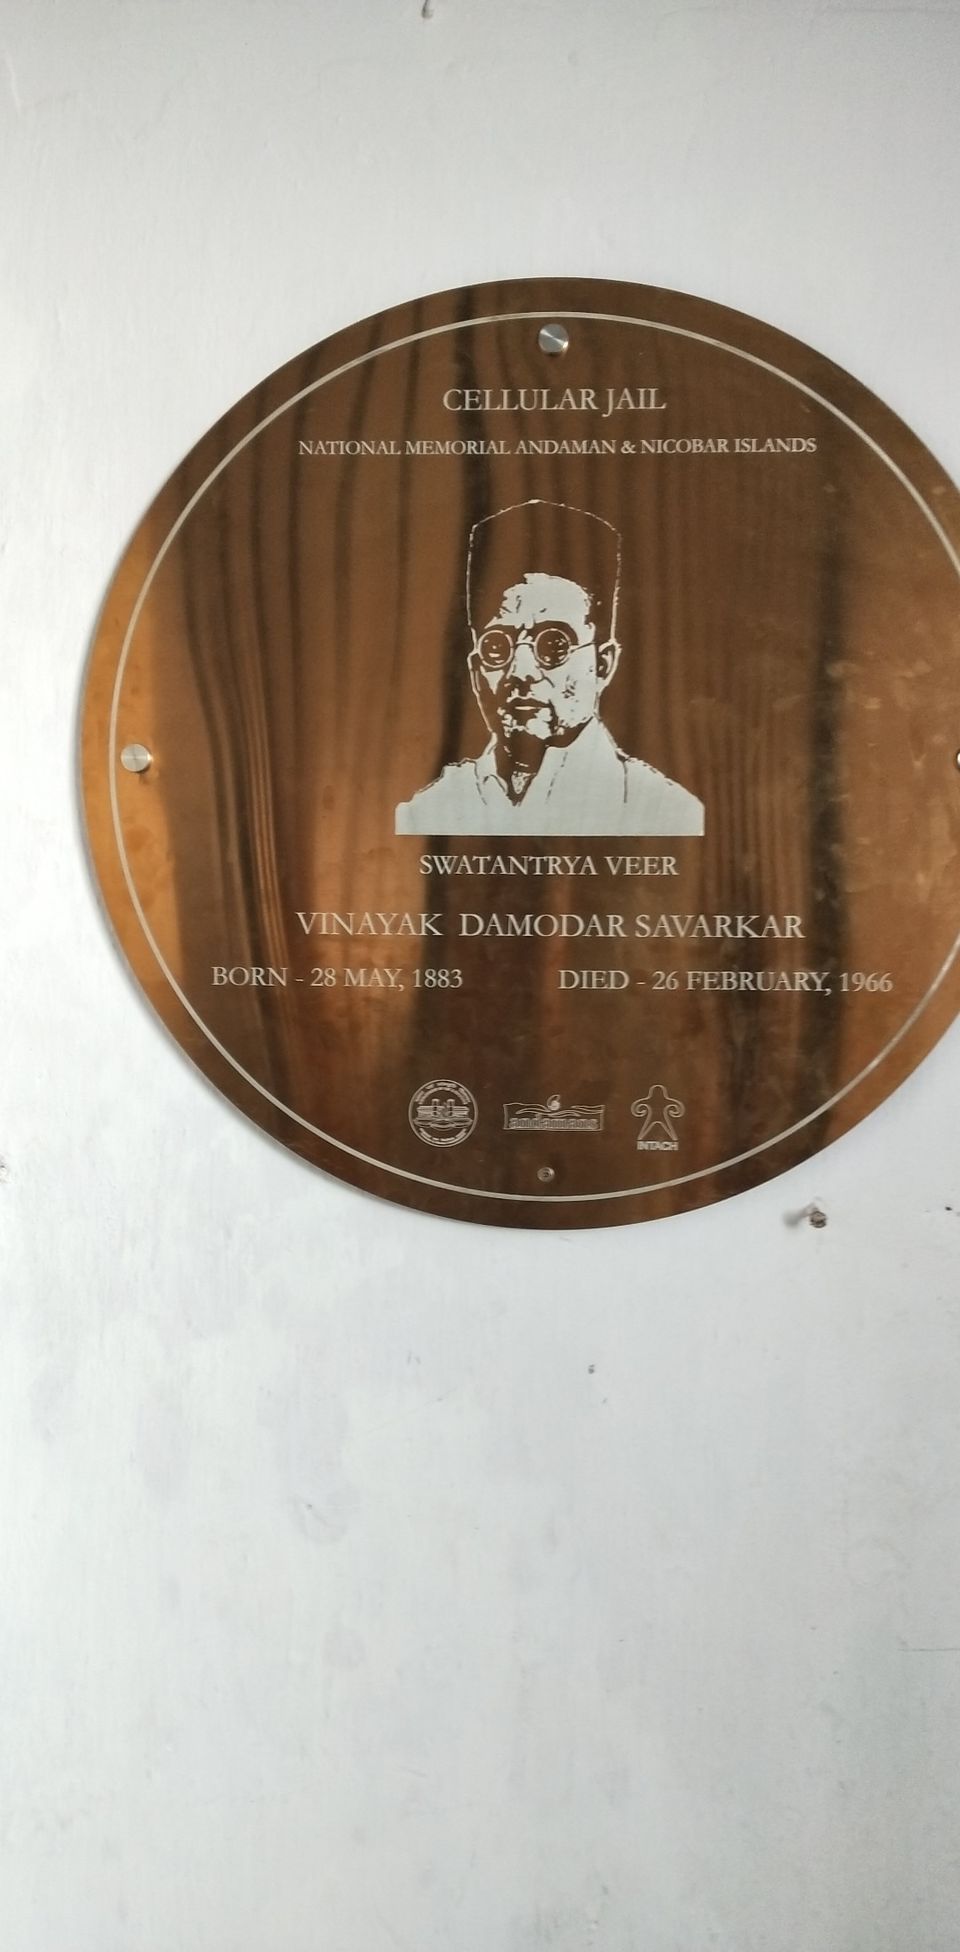 CELLULAR JAIL
NATIONAL MEMORIAL ANDAMAN & NICOBAR ISLANDS
SWATANTRYA VEER
VINAYAK DAMODAR SAVARKAR
BORN - 28 MAY, 1883 DIED - 26 FEBRUARY, 1966
andamans INTACH